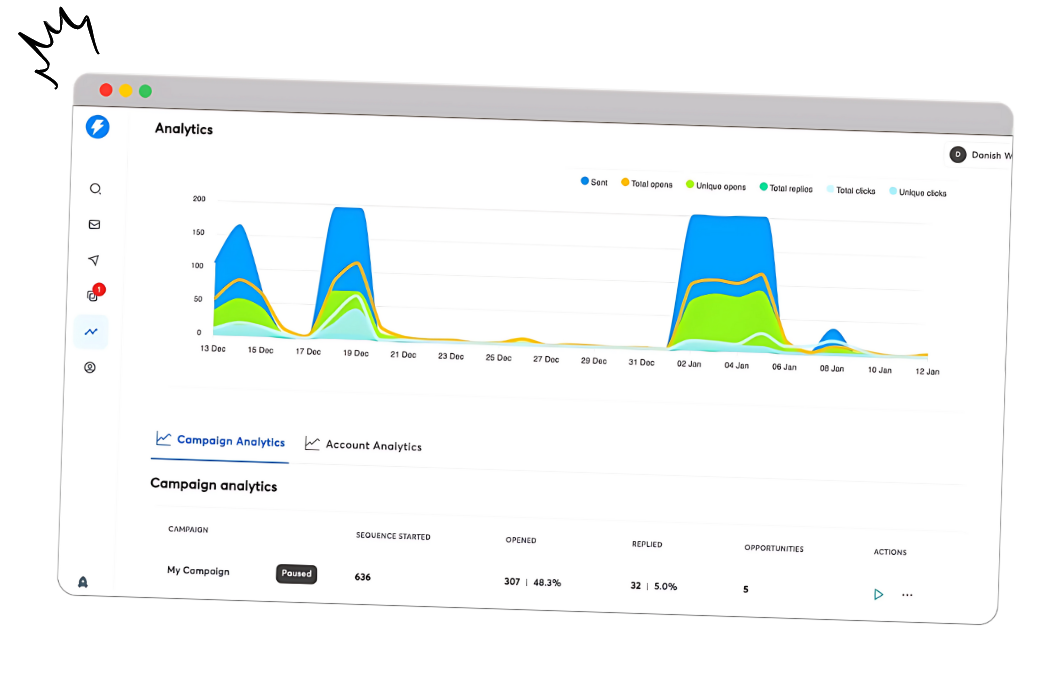 Analytics
D Danish W
Sent Total opens Unique opens Total replies Total clicks Unique clicks
200
150
100
50
0
13 Dec 15 Dec 17 Dec 19 Dec 21 Dec 23 Dec 25 Dec 27 Dec 29 Dec 31 Dec 02 Jan 04 Jan 06 Jan 08 Jan 10 Jan 12 Jan
1
Campaign Analytics Account Analytics
Campaign analytics
CAMPAIGN SEQUENCE STARTED OPENED REPLIED OPPORTUNITIES ACTIONS
My Campaign Paused 636 307 | 48.3% 32 | 5.0% 5